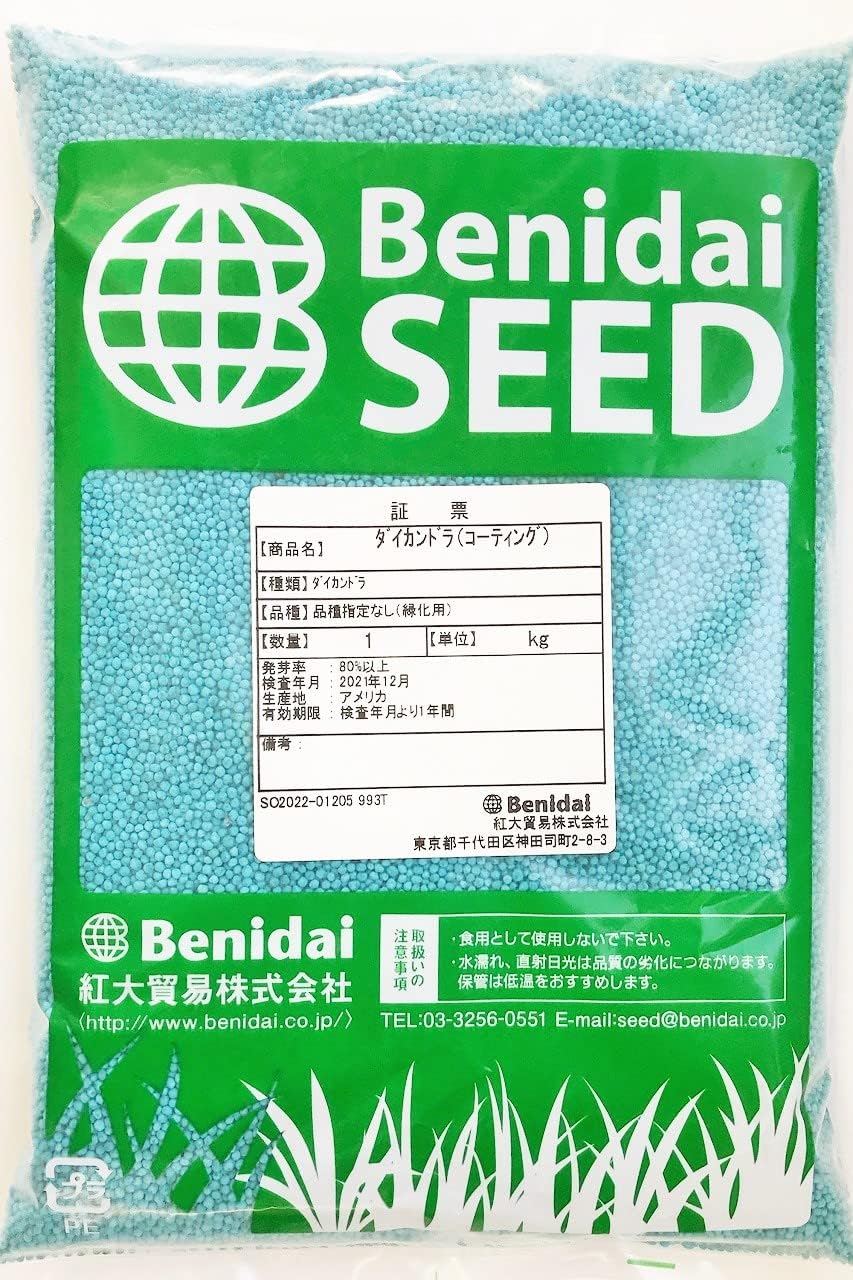 Benidai
SEED
証 票
【商品名】 ﾀﾞｲｶﾝﾄﾞﾗ(ｺｰﾃｨﾝｸﾞ)
【種類】 ﾀﾞｲｶﾝﾄﾞﾗ
【品種】 品種指定なし(緑化用)
【数量】 1 【単位】 kg
発芽率 : 80%以上
検査年月 : 2021年12月
生産地 : アメリカ
有効期限 : 検査年月より1年間
備考 :
SO2022-01205 993T
Benidai
紅大貿易株式会社
東京都千代田区神田司町2-8-3
Benidai
紅大貿易株式会社
〈http://www.benidai.co.jp/〉
取扱いの
注意事項
・食用として使用しないで下さい。
・水濡れ、直射日光は品質の劣化につながります。
保管は低温をおすすめします。
TEL:03-3256-0551 E-mail:seed@benidai.co.jp
プラ
PE